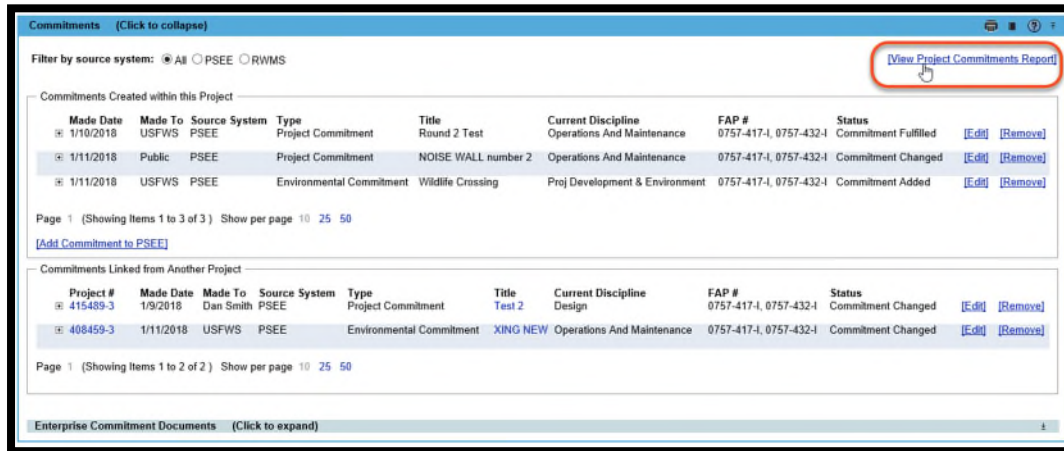 Commitments (Click to collapse)
Filter by source system: All PSEE RWMS [View Project Commitments Report]
Commitments Created within this Project
Made Date Made To Source System Type Title Current Discipline FAP # Status
1/10/2018 USFWS PSEE Project Commitment Round 2 Test Operations And Maintenance 0757-417-I, 0757-432-I Commitment Fulfilled [Edit] [Remove]
1/11/2018 Public PSEE Project Commitment NOISE WALL number 2 Operations And Maintenance 0757-417-I, 0757-432-I Commitment Changed [Edit] [Remove]
1/11/2018 USFWS PSEE Environmental Commitment Wildlife Crossing Proj Development & Environment 0757-417-I, 0757-432-I Commitment Added [Edit] [Remove]
Page 1 (Showing Items 1 to 3 of 3 ) Show per page 10 25 50
[Add Commitment to PSEE]
Commitments Linked from Another Project
Project # Made Date Made To Source System Type Title Current Discipline FAP # Status
415489-3 1/9/2018 Dan Smith PSEE Project Commitment Test 2 Design 0757-417-I, 0757-432-I Commitment Changed [Edit] [Remove]
408459-3 1/11/2018 USFWS PSEE Environmental Commitment XING NEW Operations And Maintenance 0757-417-I, 0757-432-I Commitment Changed [Edit] [Remove]
Page 1 (Showing Items 1 to 2 of 2 ) Show per page 10 25 50
Enterprise Commitment Documents (Click to expand)